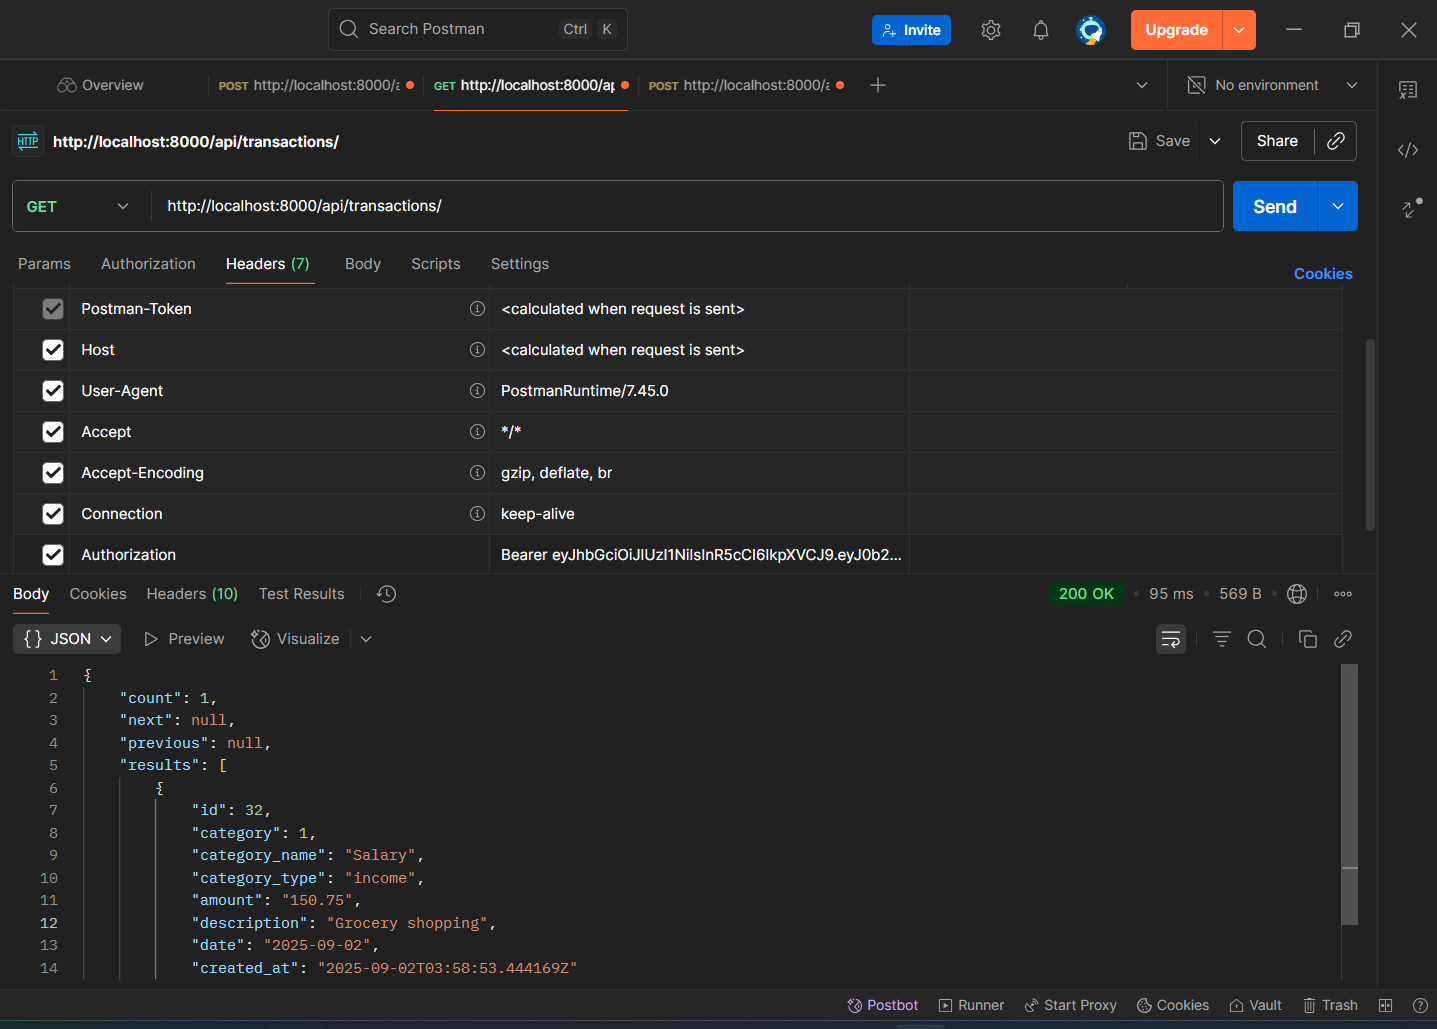 Search Postman Ctrl K Invite Upgrade
Overview POST http://localhost:8000/a GET http://localhost:8000/ap POST http://localhost:8000/a No environment
HTTP http://localhost:8000/api/transactions/ Save Share
GET http://localhost:8000/api/transactions/ Send
Params Authorization Headers (7) Body Scripts Settings Cookies
Postman-Token <calculated when request is sent>
Host <calculated when request is sent>
User-Agent PostmanRuntime/7.45.0
Accept */*
Accept-Encoding gzip, deflate, br
Connection keep-alive
Authorization Bearer eyJhbGciOiJIUzI1NiIsInR5cCI6IkpXVCJ9.eyJ0b2...
Body Cookies Headers (10) Test Results 200 OK • 95 ms • 569 B
{} JSON Preview Visualize
1 {
2 "count": 1,
3 "next": null,
4 "previous": null,
5 "results": [
6 {
7 "id": 32,
8 "category": 1,
9 "category_name": "Salary",
10 "category_type": "income",
11 "amount": "150.75",
12 "description": "Grocery shopping",
13 "date": "2025-09-02",
14 "created_at": "2025-09-02T03:58:53.444169Z"
Postbot Runner Start Proxy Cookies Vault Trash